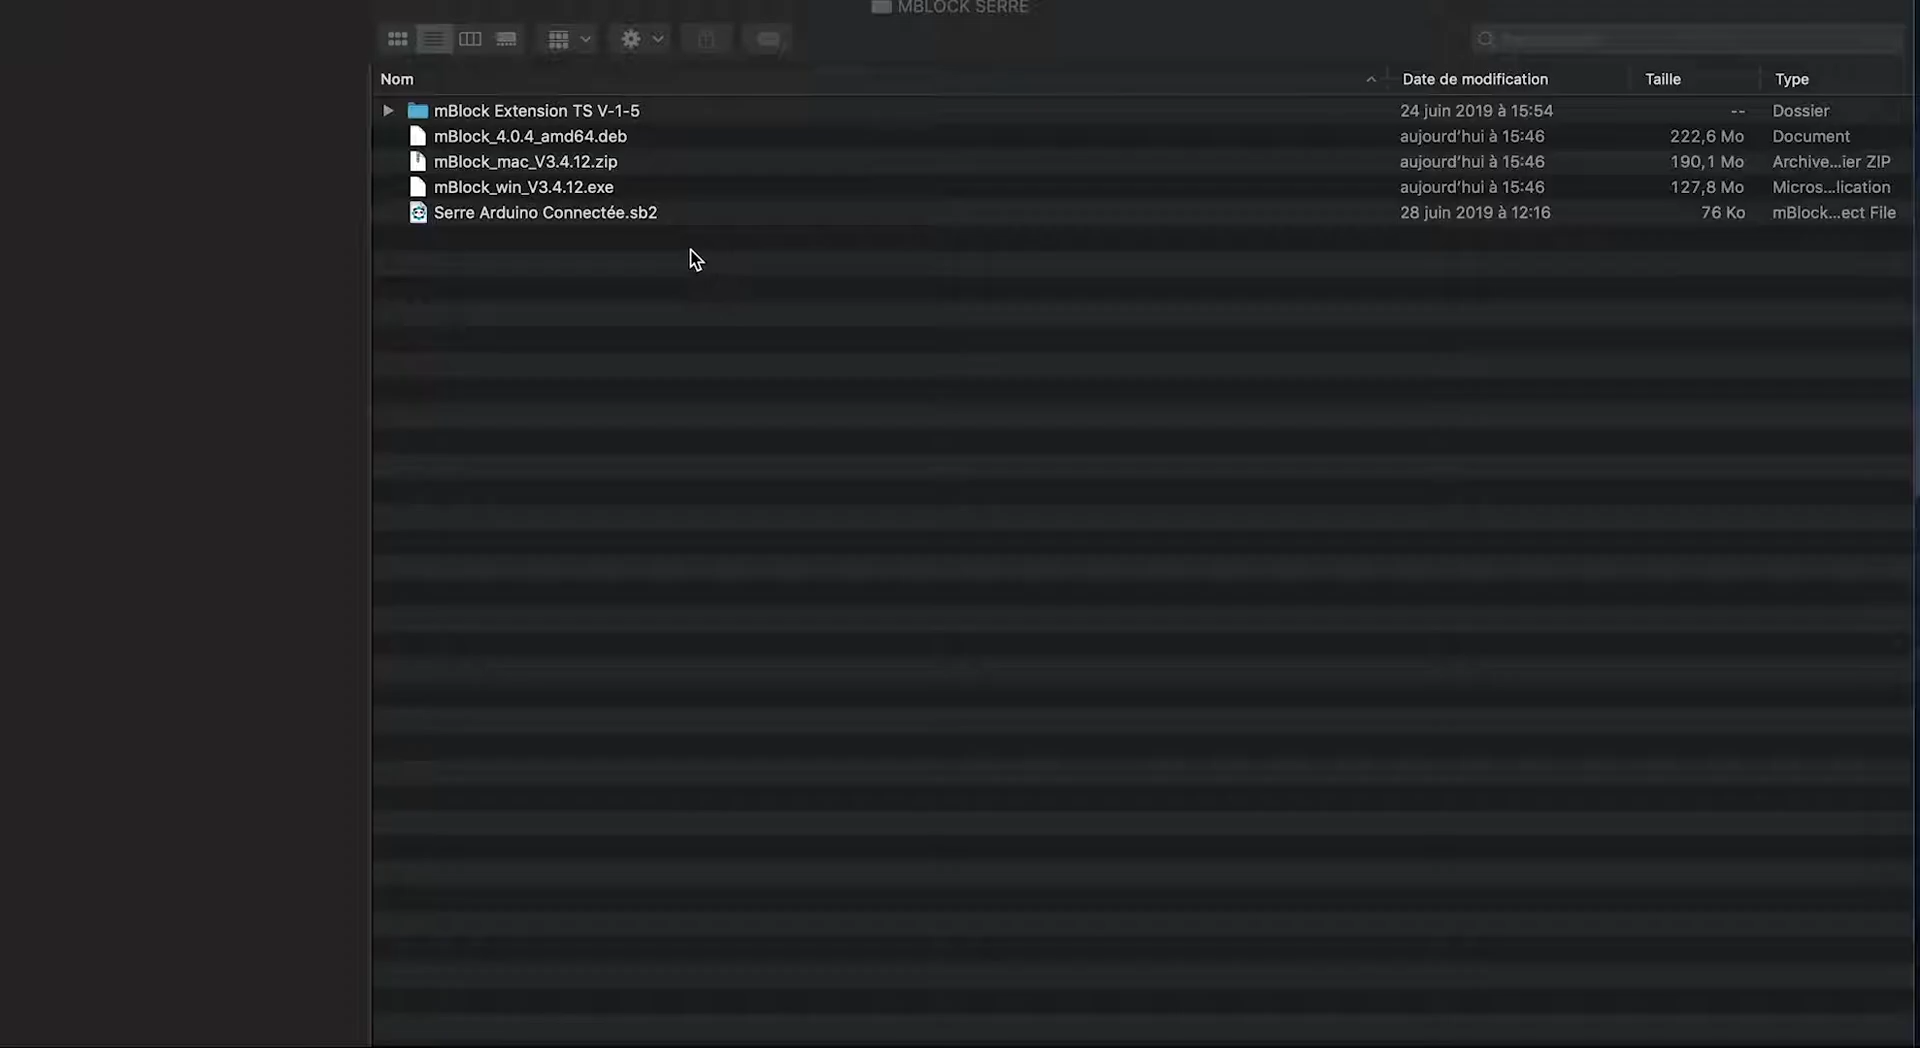 MBLOCK SERRE
Nom Date de modification Taille Type
mBlock Extension TS V-1-5 24 juin 2019 à 15:54 -- Dossier
mBlock_4.0.4_amd64.deb aujourd'hui à 15:46 222,6 Mo Document
mBlock_mac_V3.4.12.zip aujourd'hui à 15:46 190,1 Mo Archive...ier ZIP
mBlock_win_V3.4.12.exe aujourd'hui à 15:46 127,8 Mo Micros...lication
Serre Arduino Connectée.sb2 28 juin 2019 à 12:16 76 Ko mBlock...ect File